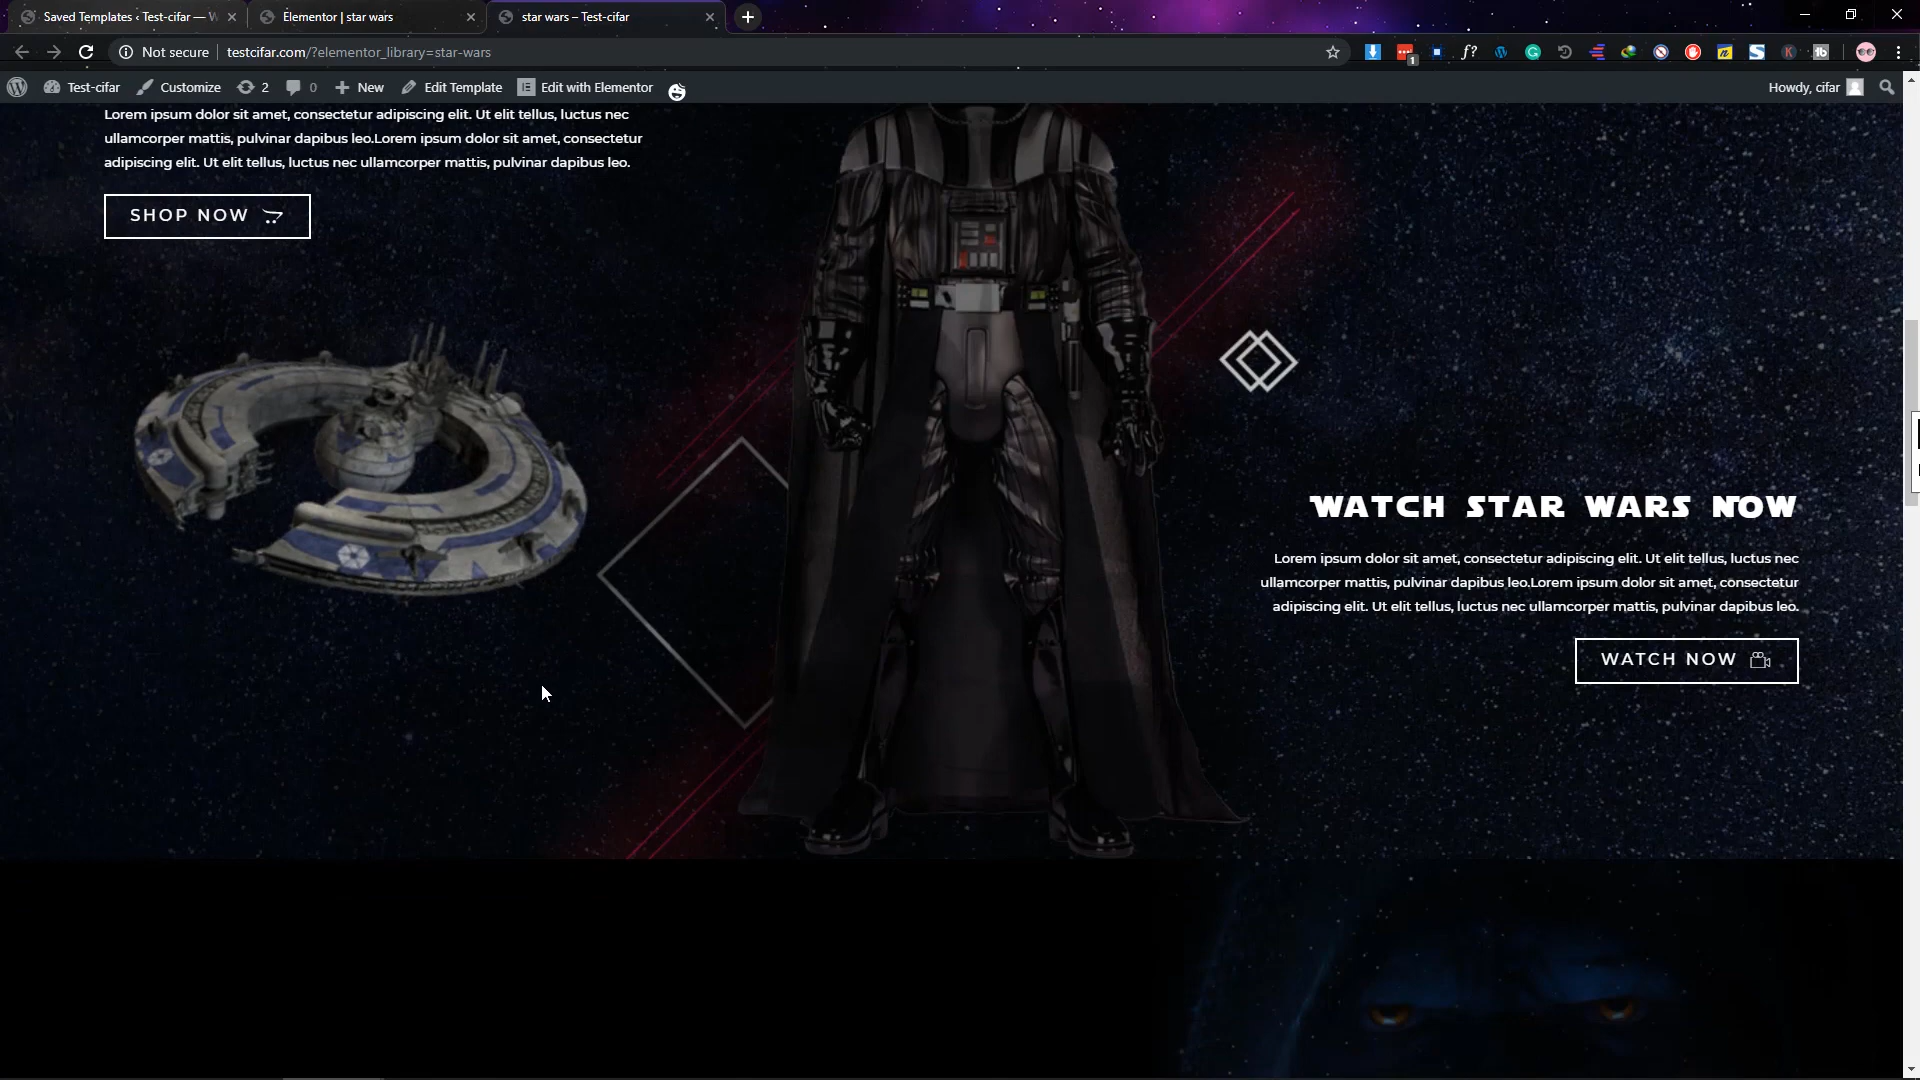 Saved Templates ‹ Test-cifar — W
Elementor | star wars
star wars – Test-cifar
Not secure
testcifar.com/?elementor_library=star-wars
1
Test-cifar
Customize
2
0
New
Edit Template
Edit with Elementor
Howdy, cifar
Lorem ipsum dolor sit amet, consectetur adipiscing elit. Ut elit tellus, luctus nec
ullamcorper mattis, pulvinar dapibus leo.Lorem ipsum dolor sit amet, consectetur
adipiscing elit. Ut elit tellus, luctus nec ullamcorper mattis, pulvinar dapibus leo.
SHOP NOW
WATCH STAR WARS NOW
Lorem ipsum dolor sit amet, consectetur adipiscing elit. Ut elit tellus, luctus nec
ullamcorper mattis, pulvinar dapibus leo.Lorem ipsum dolor sit amet, consectetur
adipiscing elit. Ut elit tellus, luctus nec ullamcorper mattis, pulvinar dapibus leo.
WATCH NOW